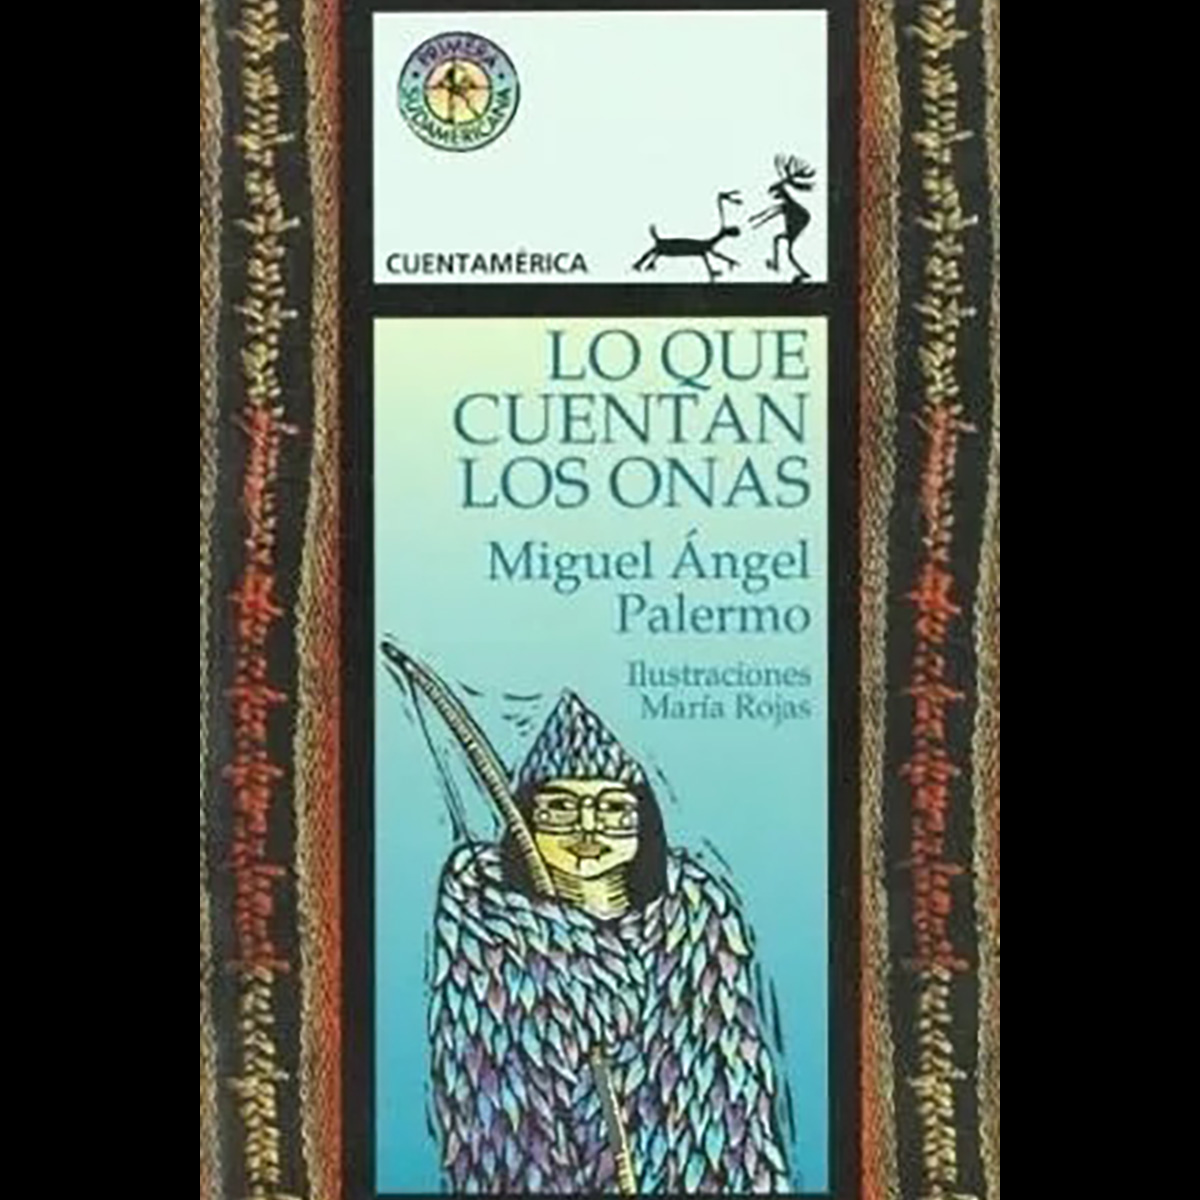 PRIMERA
SUDAMERICANA
CUENTAMÉRICA
LO QUE
CUENTAN
LOS ONAS
Miguel Ángel
Palermo
Ilustraciones
María Rojas